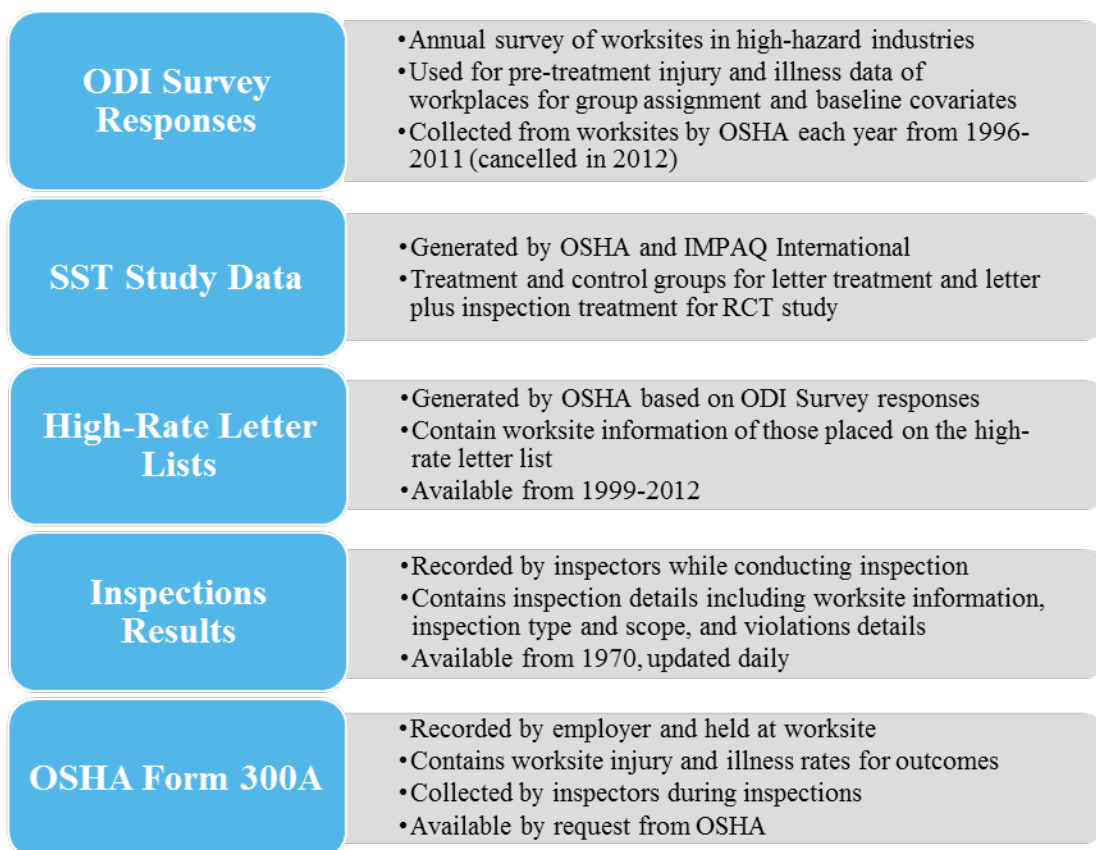 ODI Survey
Responses
•Annual survey of worksites in high-hazard industries
•Used for pre-treatment injury and illness data of
workplaces for group assignment and baseline covariates
•Collected from worksites by OSHA each year from 1996-
2011 (cancelled in 2012)
SST Study Data
•Generated by OSHA and IMPAQ International
•Treatment and control groups for letter treatment and letter
plus inspection treatment for RCT study
High-Rate Letter
Lists
•Generated by OSHA based on ODI Survey responses
•Contain worksite information of those placed on the high-
rate letter list
•Available from 1999-2012
Inspections
Results
•Recorded by inspectors while conducting inspection
•Contains inspection details including worksite information,
inspection type and scope, and violations details
•Available from 1970, updated daily
OSHA Form 300A
•Recorded by employer and held at worksite
•Contains worksite injury and illness rates for outcomes
•Collected by inspectors during inspections
•Available by request from OSHA